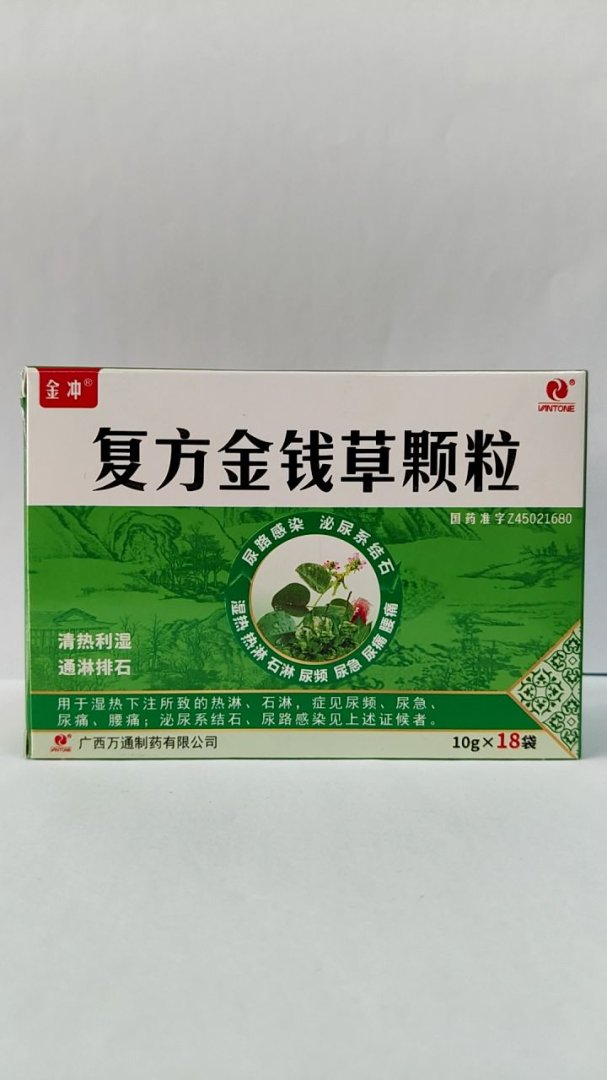 金冲®
VANTONE®
复方金钱草颗粒
国药准字Z45021680
尿路感染 泌尿系结石
湿热 热淋 石淋 尿频 尿急 尿痛 腰痛
清热利湿
通淋排石
用于湿热下注所致的热淋、石淋，症见尿频、尿急、
尿痛、腰痛；泌尿系结石、尿路感染见上述证候者。
VANTONE 广西万通制药有限公司
10g×18袋